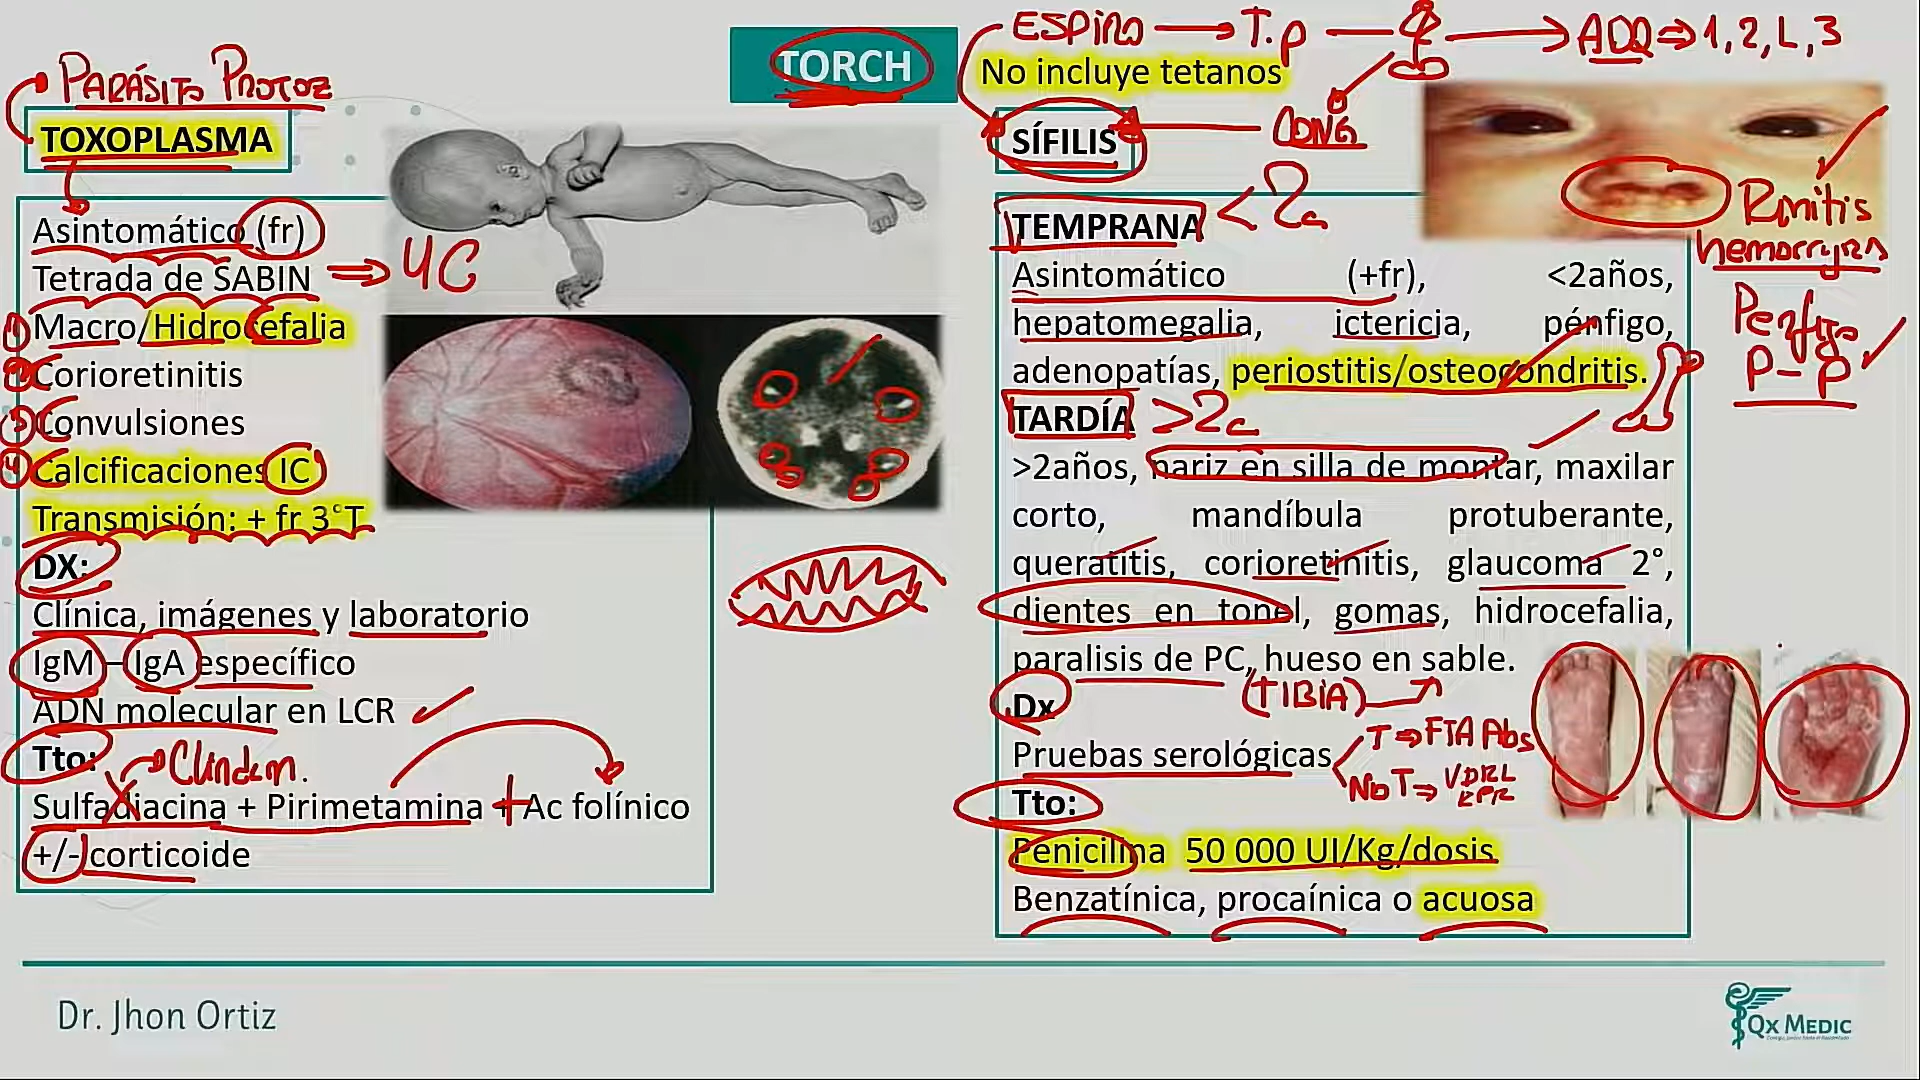 TORCH
No incluye tetanos
ESPIRO → T.p — → ADQ ⇒ 1, 2, L, 3
PARÁSITO PROTOZ
TOXOPLASMA
Asintomático (fr)
Tetrada de SABIN ⇒ 4C
1 Macro/Hidrocefalia
2 Corioretinitis
3 Convulsiones
4 Calcificaciones IC
Transmisión: + fr 3°T
DX:
Clínica, imágenes y laboratorio
IgM – IgA específico
ADN molecular en LCR
Tto:
Clindam.
Sulfadiacina + Pirimetamina + Ac folínico
+/- corticoide
SÍFILIS
CONG
TEMPRANA < 2a
Asintomático (+fr), <2años,
hepatomegalia, ictericia, pénfigo,
adenopatías, periostitis/osteocondritis.
TARDÍA >2a
>2años, nariz en silla de montar, maxilar
corto, mandíbula protuberante,
queratitis, corioretinitis, glaucoma 2°,
dientes en tonel, gomas, hidrocefalia,
paralisis de PC, hueso en sable.
(TIBIA)
Dx
Pruebas serológicas
T ⇒ FTA Abs
No T ⇒ VDRL
RPR
Tto:
Penicilina 50 000 UI/Kg/dosis
Benzatínica, procaínica o acuosa
Rinitis
Penfigo
P-P
Dr. Jhon Ortiz
QX MEDIC